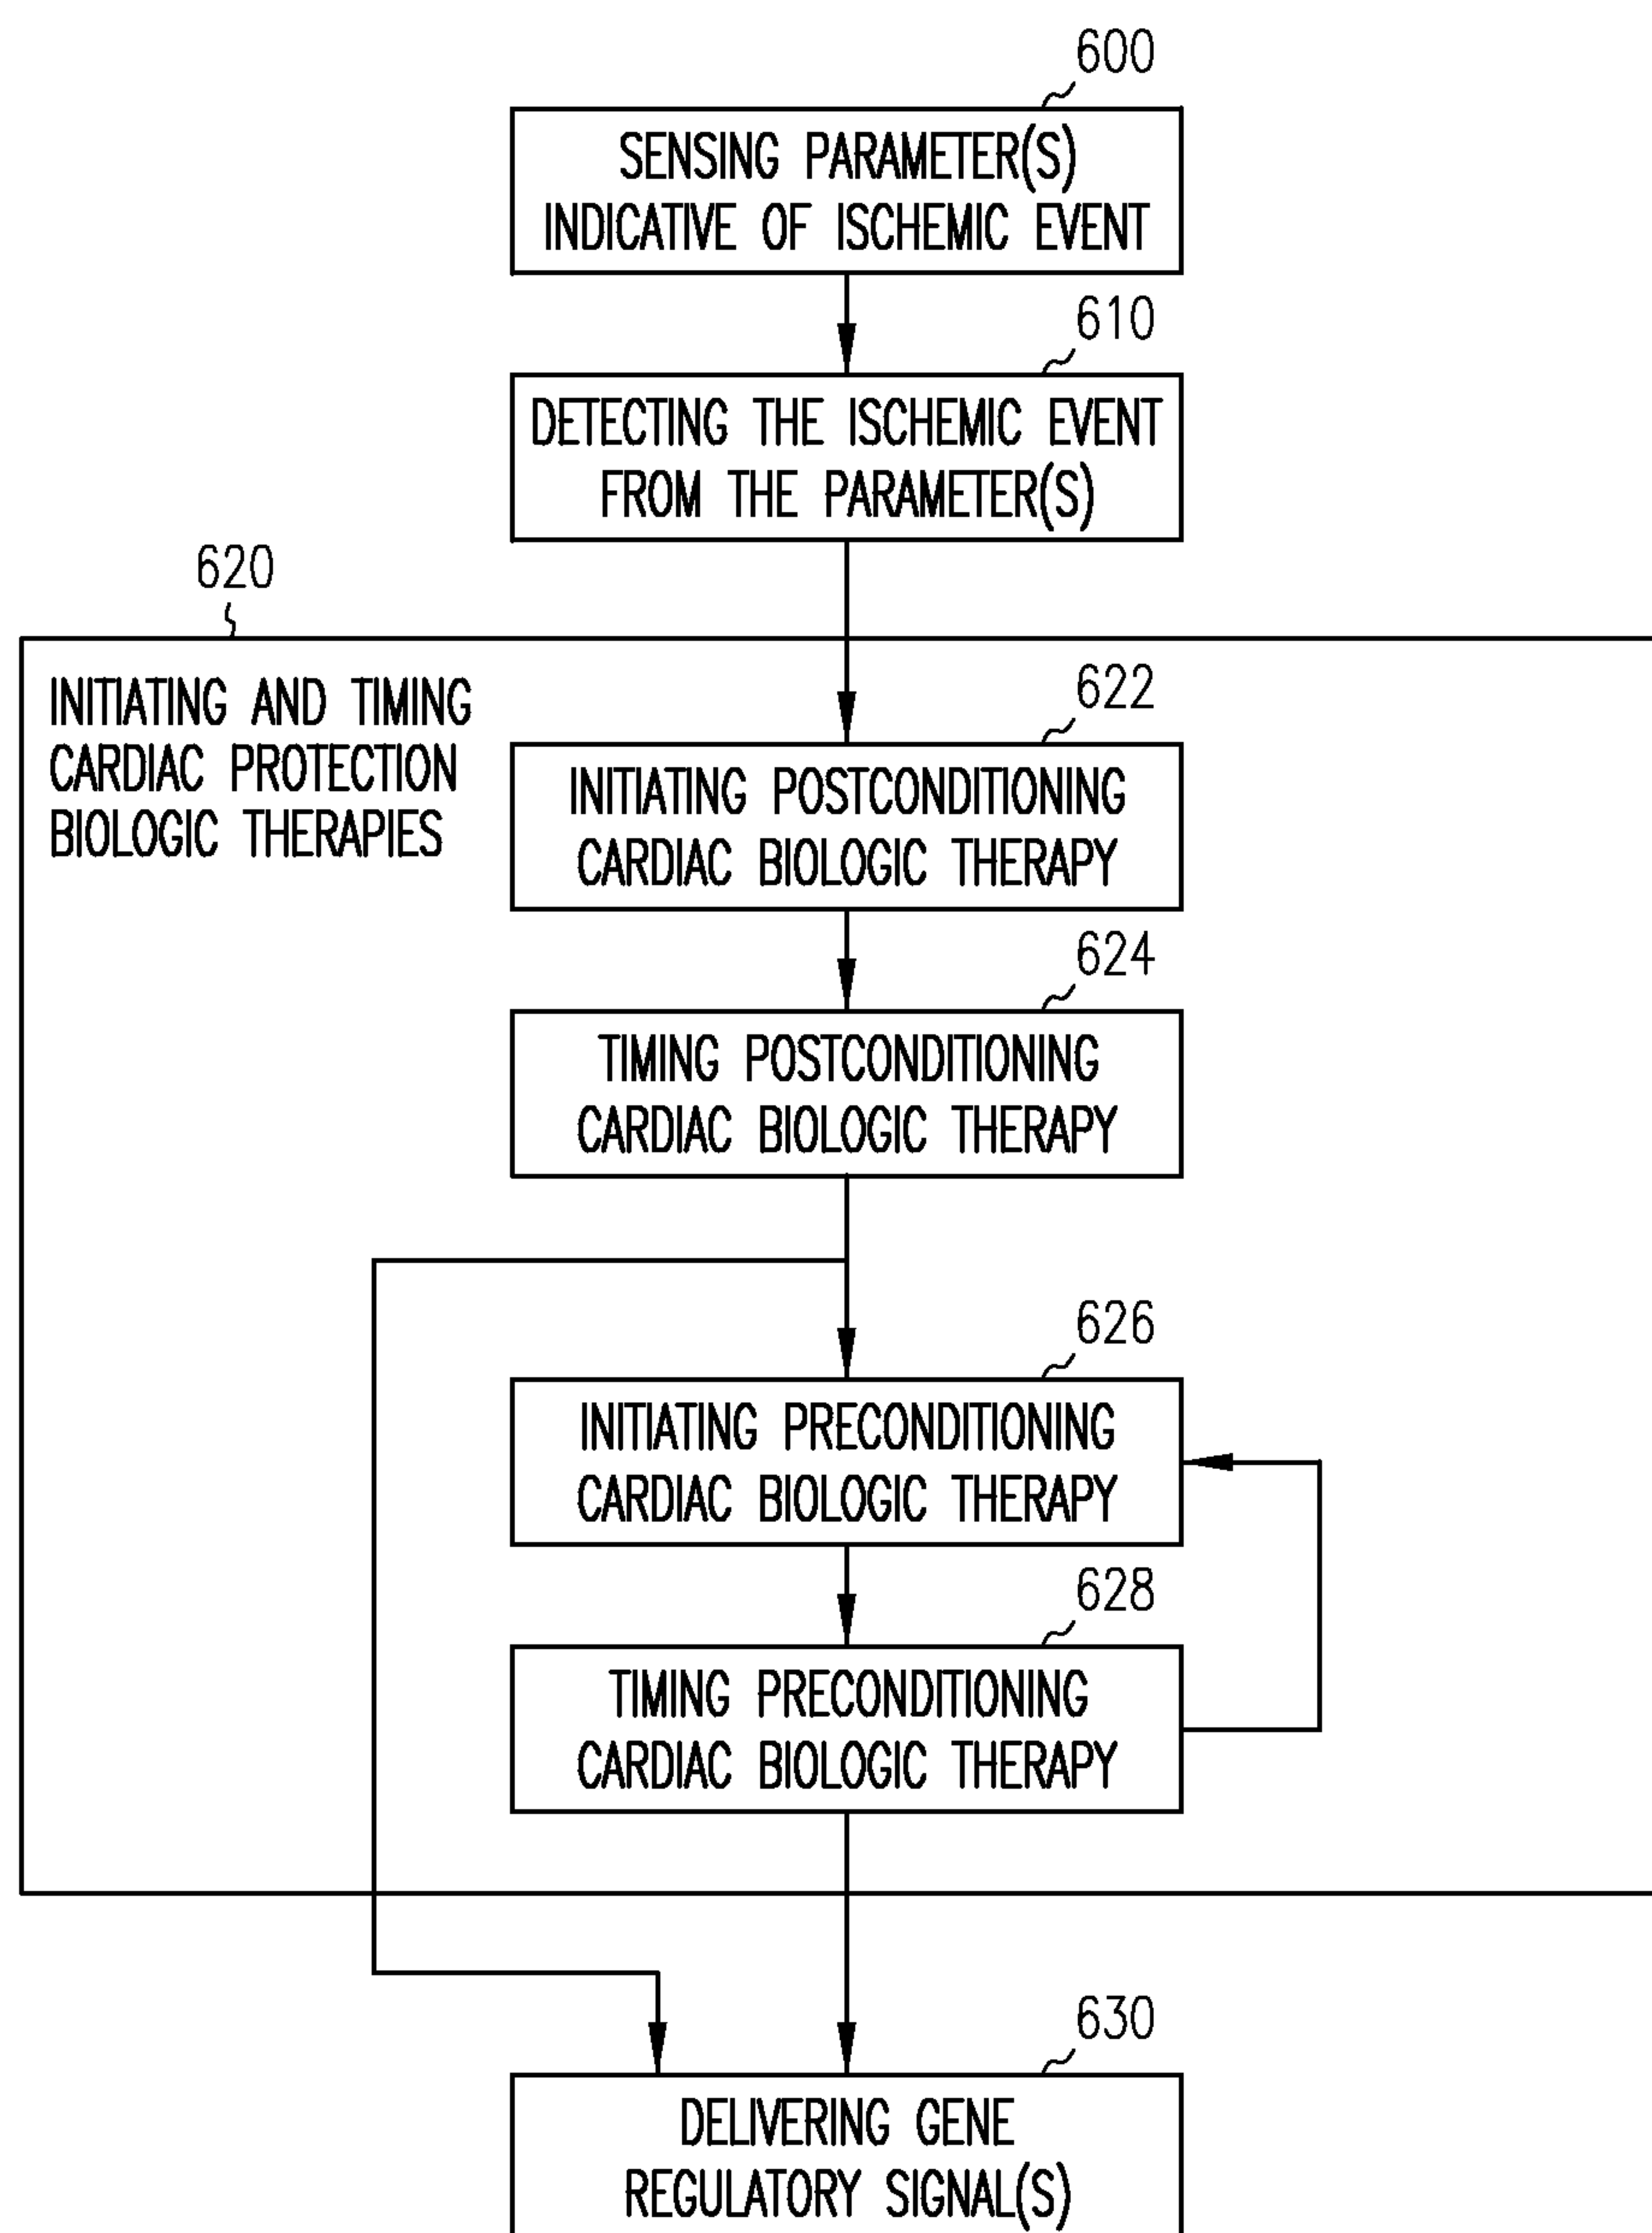 600
SENSING PARAMETER(S)
INDICATIVE OF ISCHEMIC EVENT
610
DETECTING THE ISCHEMIC EVENT
FROM THE PARAMETER(S)
620
INITIATING AND TIMING
CARDIAC PROTECTION
BIOLOGIC THERAPIES
622
INITIATING POSTCONDITIONING
CARDIAC BIOLOGIC THERAPY
624
TIMING POSTCONDITIONING
CARDIAC BIOLOGIC THERAPY
626
INITIATING PRECONDITIONING
CARDIAC BIOLOGIC THERAPY
628
TIMING PRECONDITIONING
CARDIAC BIOLOGIC THERAPY
630
DELIVERING GENE
REGULATORY SIGNAL(S)